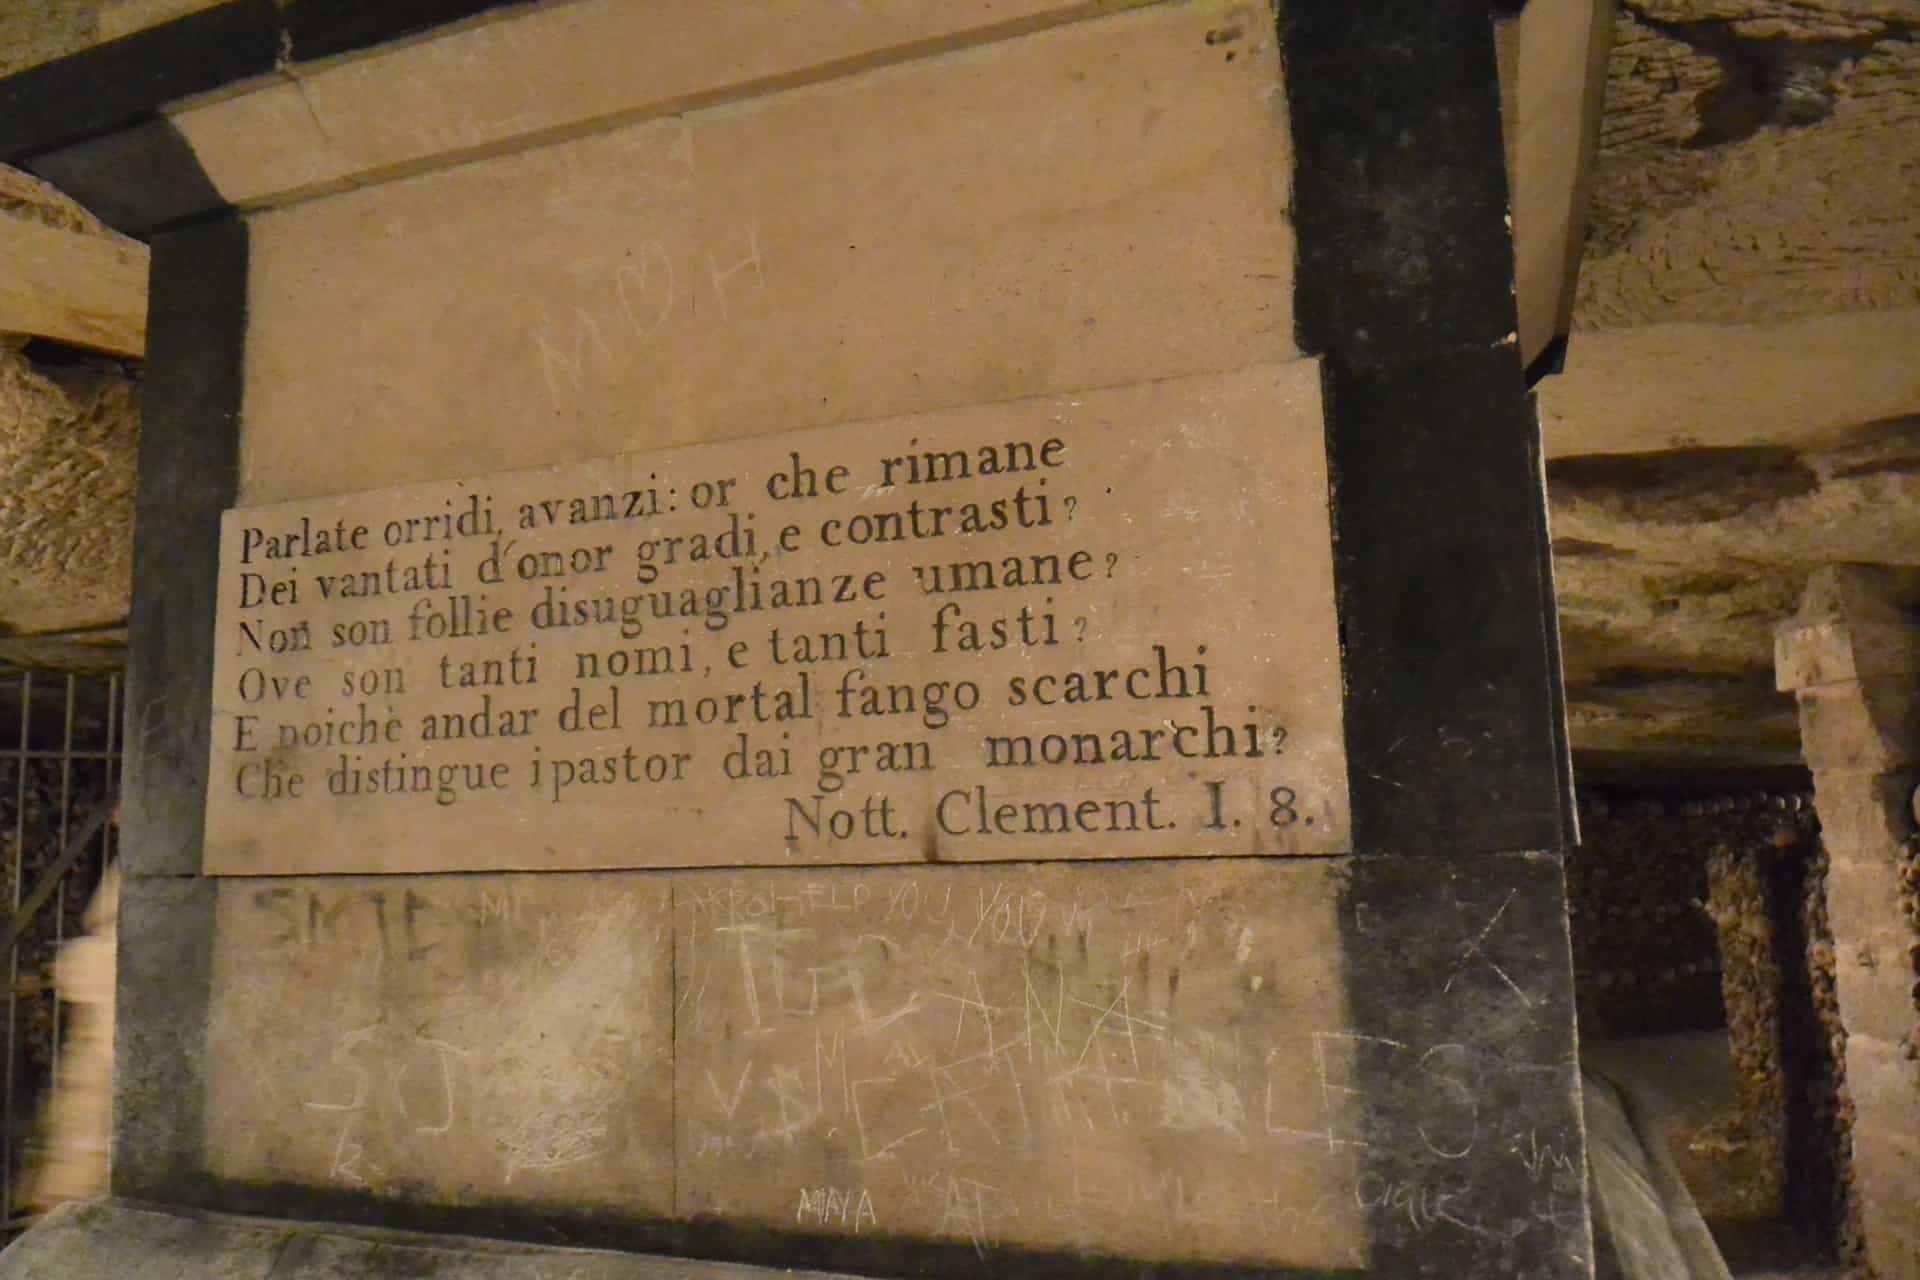 M ♡ H
Parlate orridi, avanzi: or che rimane
Dei vantati d'onor gradi, e contrasti?
Non son follie disuguaglianze umane?
Ove son tanti nomi, e tanti fasti?
E poichè andar del mortal fango scarchi
Che distingue i pastor dai gran monarchi?
Nott. Clement. I. 8.
ANA
MAYA